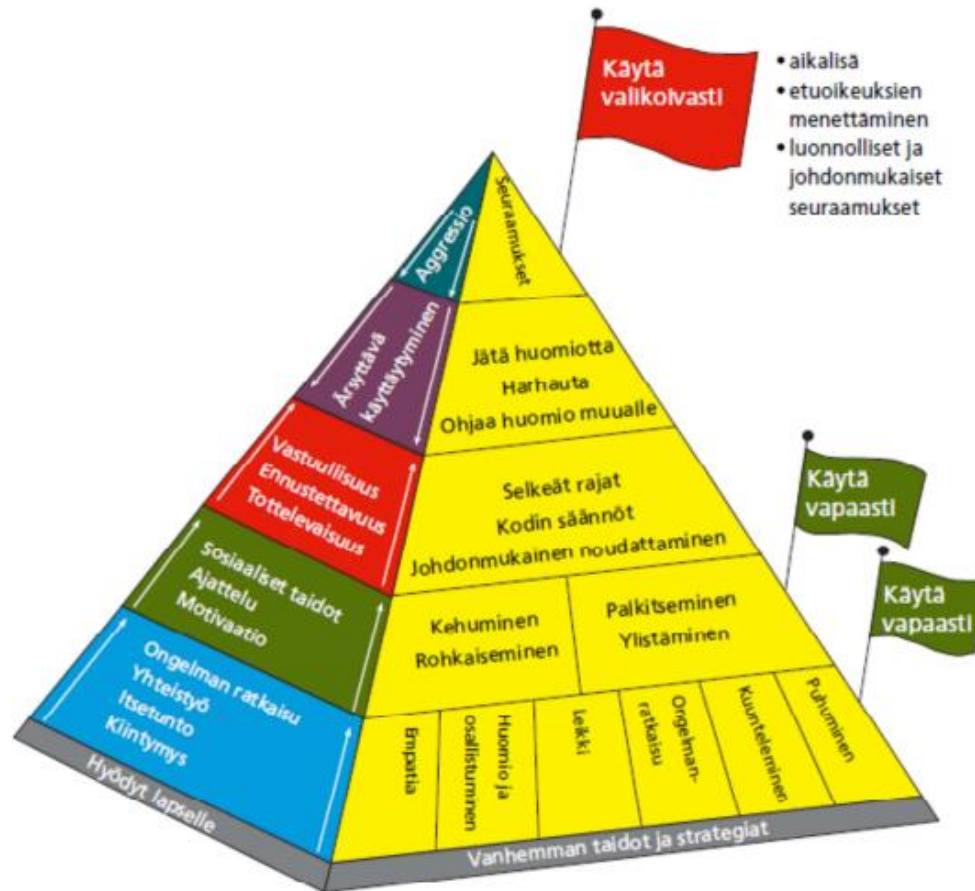 Käytä
valikoivasti
• aikalisä
• etuoikeuksien
menettäminen
• luonnolliset ja
johdonmukaiset
seuraamukset
Aggressio
Seuraamukset
Ärsyttävä
käyttäytyminen
Jätä huomiotta
Harhauta
Ohjaa huomio muualle
Vastuullisuus
Ennustettavuus
Tottelevaisuus
Selkeät rajat
Kodin säännöt
Johdonmukainen noudattaminen
Käytä
vapaasti
Sosiaaliset taidot
Ajattelu
Motivaatio
Kehuminen
Rohkaiseminen
Palkitseminen
Ylistäminen
Käytä
vapaasti
Ongelman ratkaisu
Yhteistyö
Itsetunto
Kiintymys
Empatia
Huomio ja
osallistuminen
Leikki
Ongelman-
ratkaisu
Kuunteleminen
Puhuminen
Hyödyt lapselle
Vanhemman taidot ja strategiat